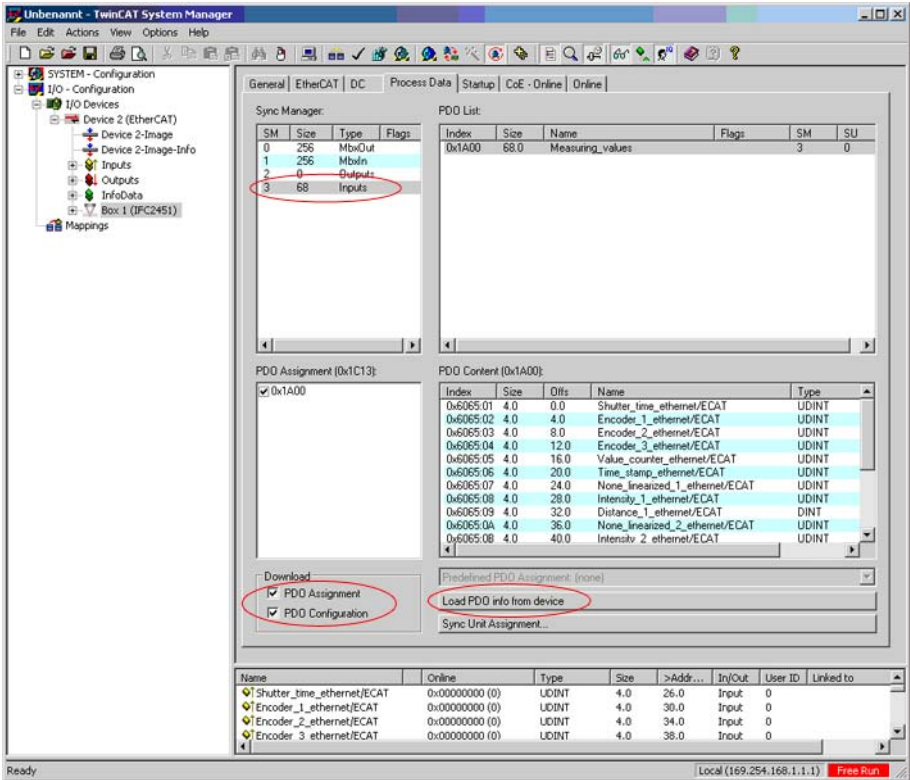 Unbenannt - TwinCAT System Manager
File Edit Actions View Options Help
SYSTEM - Configuration
I/O - Configuration
I/O Devices
Device 2 (EtherCAT)
Device 2-Image
Device 2-Image-Info
Inputs
Outputs
InfoData
Box 1 (IFC2451)
Mappings
General EtherCAT DC Process Data Startup CoE - Online Online
Sync Manager:
SM Size Type Flags
0 256 MbxOut
1 256 MbxIn
2 0 Outputs
3 68 Inputs
PDO List:
Index Size Name Flags SM SU
0x1A00 68.0 Measuring_values 3 0
PDO Assignment (0x1C13):
0x1A00
PDO Content (0x1A00):
Index Size Offs Name Type
0x6065:01 4.0 0.0 Shutter_time_ethernet/ECAT UDINT
0x6065:02 4.0 4.0 Encoder_1_ethernet/ECAT UDINT
0x6065:03 4.0 8.0 Encoder_2_ethernet/ECAT UDINT
0x6065:04 4.0 12.0 Encoder_3_ethernet/ECAT UDINT
0x6065:05 4.0 16.0 Value_counter_ethernet/ECAT UDINT
0x6065:06 4.0 20.0 Time_stamp_ethernet/ECAT UDINT
0x6065:07 4.0 24.0 None_linearized_1_ethernet/ECAT UDINT
0x6065:08 4.0 28.0 Intensity_1_ethernet/ECAT UDINT
0x6065:09 4.0 32.0 Distance_1_ethernet/ECAT DINT
0x6065:0A 4.0 36.0 None_linearized_2_ethernet/ECAT UDINT
0x6065:0B 4.0 40.0 Intensity_2_ethernet/ECAT UDINT
Download
PDO Assignment
PDO Configuration
Predefined PDO Assignment: (none)
Load PDO info from device
Sync Unit Assignment...
Name Online Type Size >Addr... In/Out User ID Linked to
Shutter_time_ethernet/ECAT 0x00000000 (0) UDINT 4.0 26.0 Input 0
Encoder_1_ethernet/ECAT 0x00000000 (0) UDINT 4.0 30.0 Input 0
Encoder_2_ethernet/ECAT 0x00000000 (0) UDINT 4.0 34.0 Input 0
Encoder_3_ethernet/ECAT 0x00000000 (0) UDINT 4.0 38.0 Input 0
Ready Local (169.254.168.1.1.1) Free Run